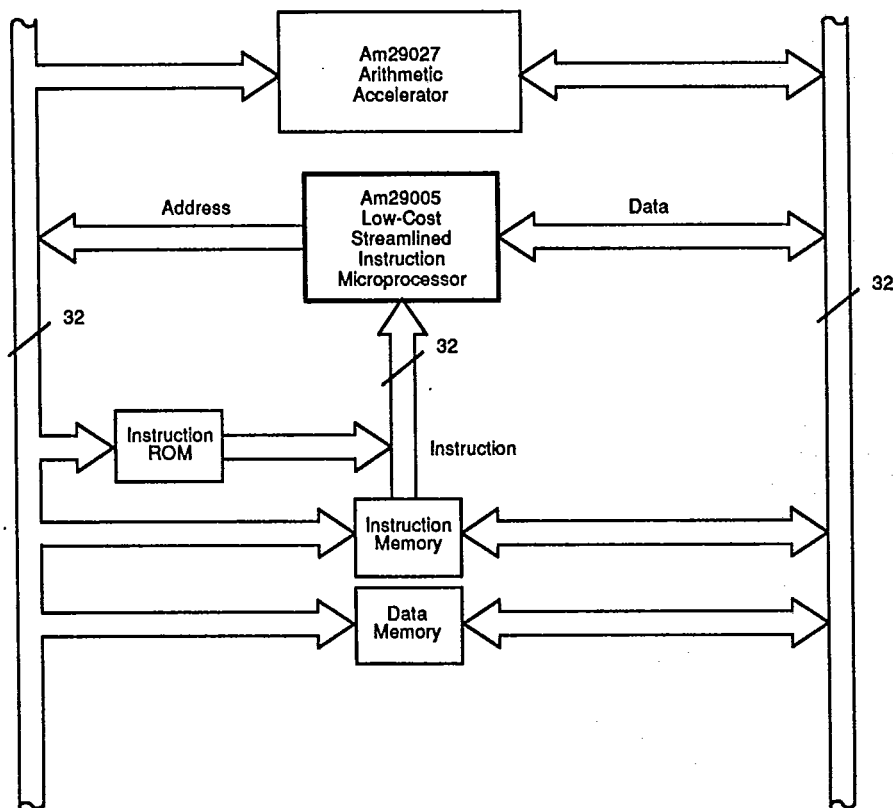 Am29027
Arithmetic
Accelerator
Am29005
Low-Cost
Streamlined
Instruction
Microprocessor
Address
Data
32
32
32
Instruction
ROM
Instruction
Instruction
Memory
Data
Memory